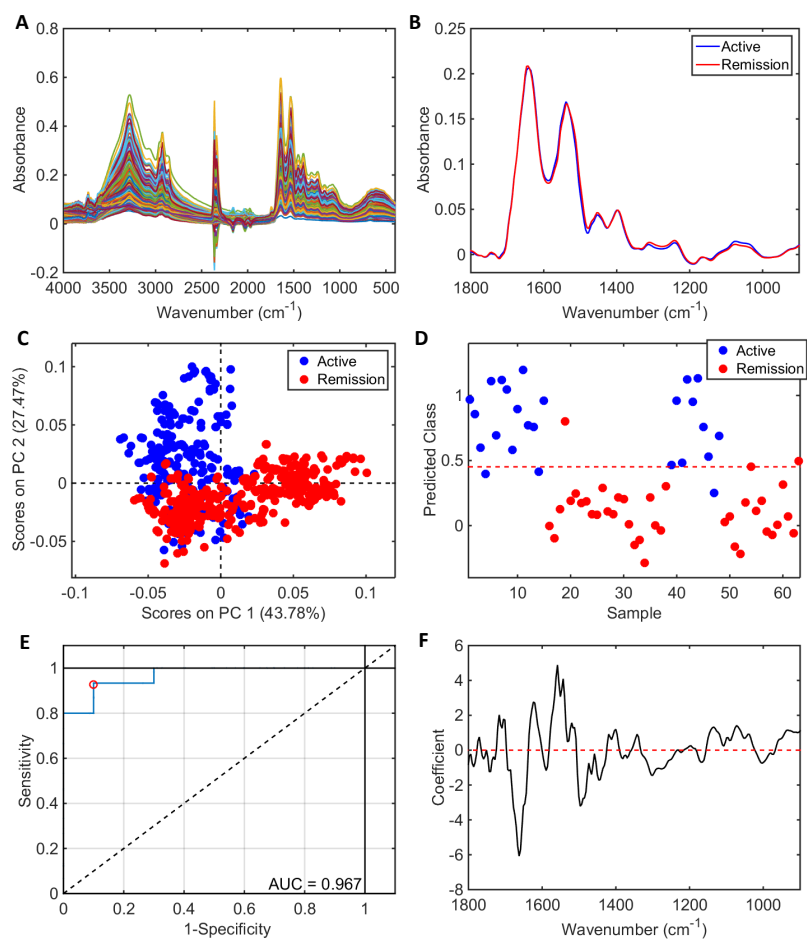 A
0.8
0.6
0.4
0.2
0
-0.2
Absorbance
4000 3500 3000 2500 2000 1500 1000 500
Wavenumber (cm-1)
B
0.25
0.2
0.15
0.1
0.05
0
Absorbance
Active
Remission
1800 1600 1400 1200 1000
Wavenumber (cm-1)
C
0.1
0.05
0
-0.05
Scores on PC 2 (27.47%)
Active
Remission
-0.1 -0.05 0 0.05 0.1
Scores on PC 1 (43.78%)
D
1
0.5
0
Predicted Class
Active
Remission
10 20 30 40 50 60
Sample
E
1
0.8
0.6
0.4
0.2
0
Sensitivity
AUC = 0.967
0 0.2 0.4 0.6 0.8 1
1-Specificity
F
6
4
2
0
-2
-4
-6
-8
Coefficient
1800 1600 1400 1200 1000
Wavenumber (cm-1)